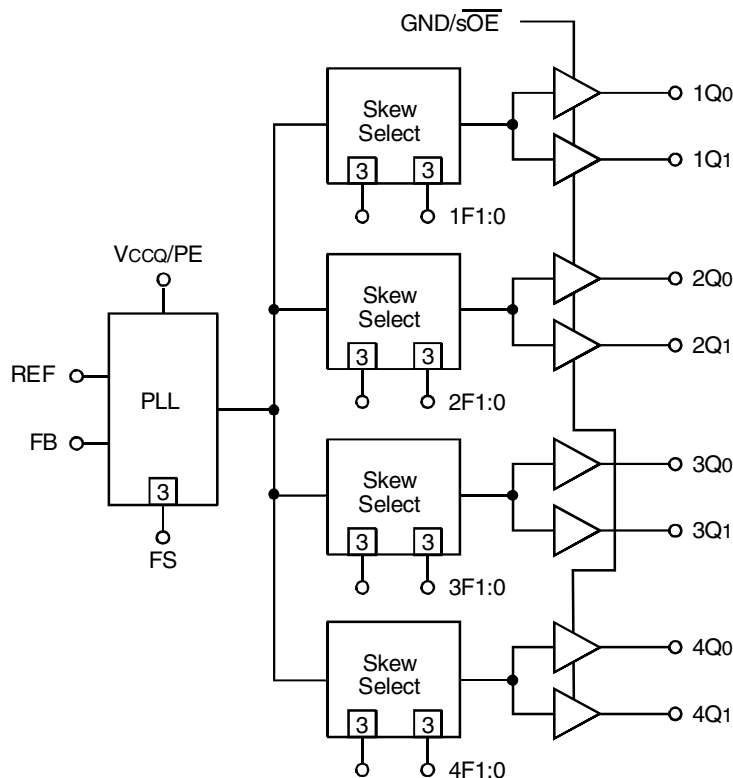 GND/sOE
Skew
Select
3 3
1F1:0
1Q0
1Q1
VCCQ/PE
Skew
Select
3 3
2F1:0
2Q0
2Q1
REF
PLL
FB
3
FS
Skew
Select
3 3
3F1:0
3Q0
3Q1
Skew
Select
3 3
4F1:0
4Q0
4Q1